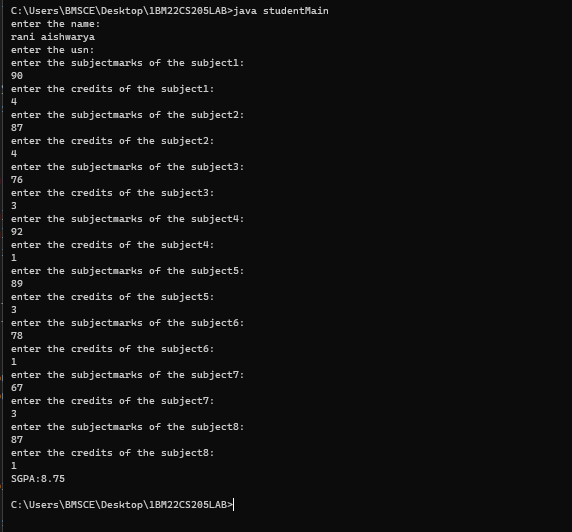 C:\Users\BMSCE\Desktop\1BM22CS205LAB>java studentMain
enter the name:
rani aishwarya
enter the usn:
enter the subjectmarks of the subject1:
90
enter the credits of the subject1:
4
enter the subjectmarks of the subject2:
87
enter the credits of the subject2:
4
enter the subjectmarks of the subject3:
76
enter the credits of the subject3:
3
enter the subjectmarks of the subject4:
92
enter the credits of the subject4:
1
enter the subjectmarks of the subject5:
89
enter the credits of the subject5:
3
enter the subjectmarks of the subject6:
78
enter the credits of the subject6:
1
enter the subjectmarks of the subject7:
67
enter the credits of the subject7:
3
enter the subjectmarks of the subject8:
87
enter the credits of the subject8:
1
SGPA:8.75
C:\Users\BMSCE\Desktop\1BM22CS205LAB>